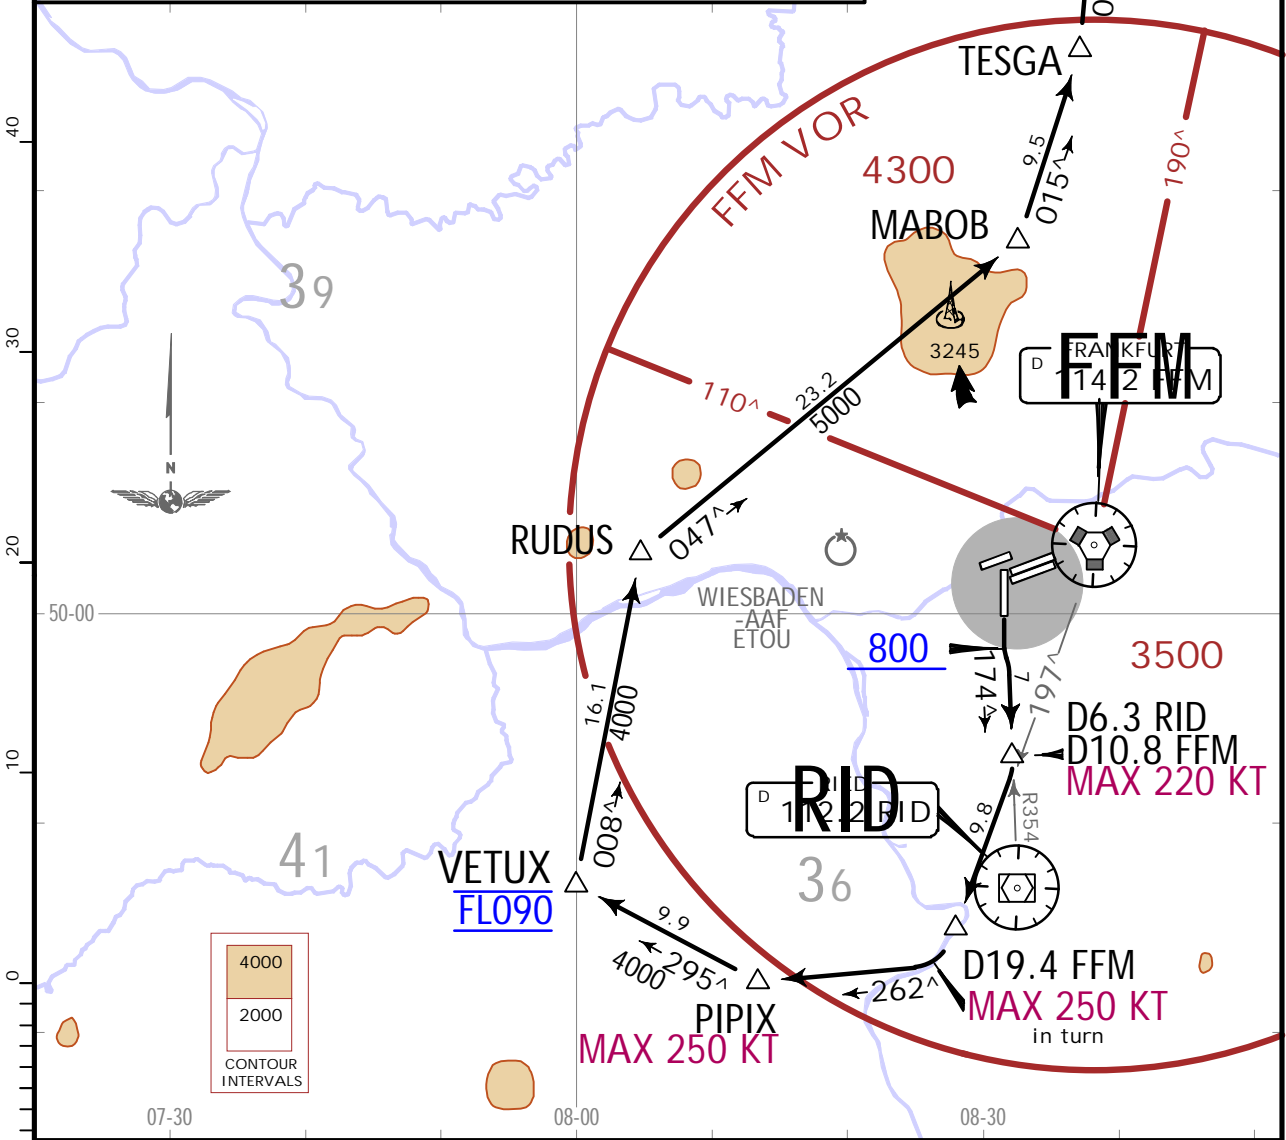 0
TESGA
40
FFM VOR
9.5
015^
190^
4300
MABOB
39
3245
30
FRANKFURT
D 114.2 FFM
FFM
110^
23.2
5000
N
047^
RUDUS
20
WIESBADEN
-AAF
ETOU
50-00
800
3500
174^
7
197^
16.1
4000
D6.3 RID
D10.8 FFM
MAX 220 KT
10
RIED
D 112.2 RID
RID
9.8
R354
008^
41
VETUX
FL090
36
9.9
295^
4000
262^
D19.4 FFM
MAX 250 KT
in turn
PIPIX
MAX 250 KT
0
4000
2000
CONTOUR
INTERVALS
07-30
08-00
08-30